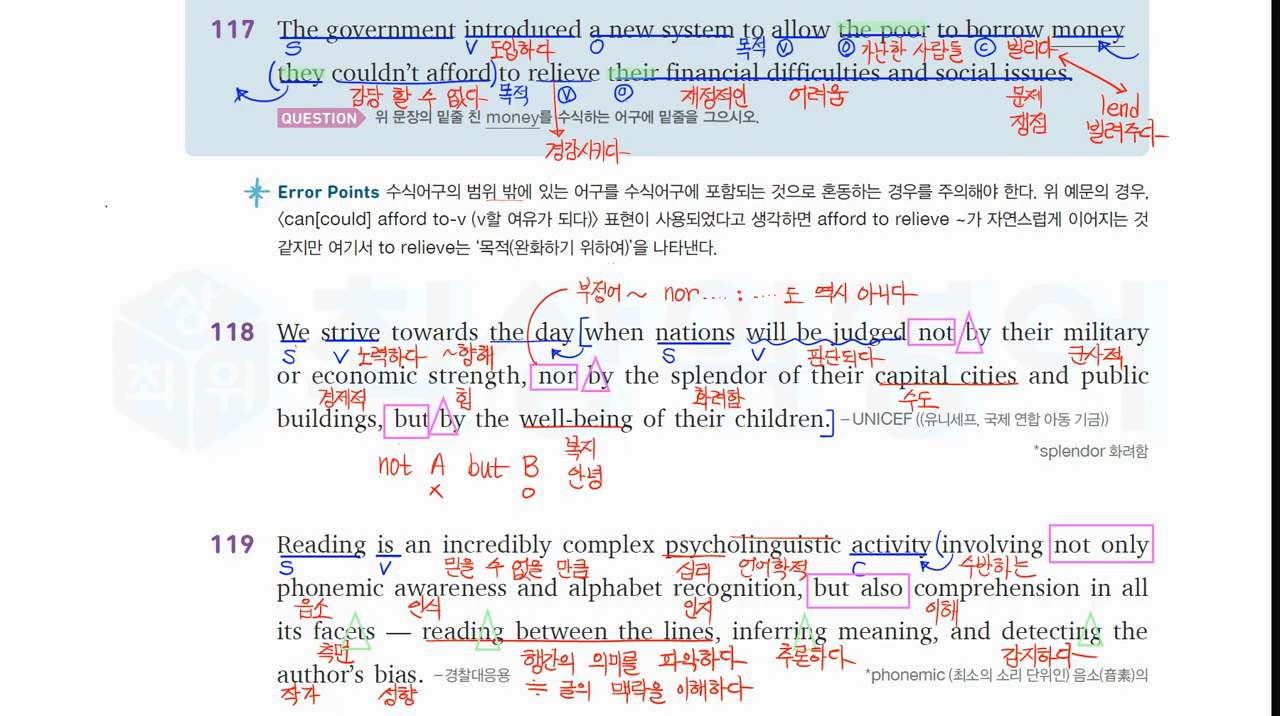 117 The government introduced a new system to allow the poor to borrow money
S V 도입하다 O 목적 V O 가난한 사람들 C 빌리다
(they couldn't afford) to relieve their financial difficulties and social issues.
감당 할 수 없다 목적 V O 재정적인 어려움 문제 쟁점 lend 빌려주다
QUESTION 위 문장의 밑줄 친 money를 수식하는 어구에 밑줄을 그으시오.
경감시키다
Error Points 수식어구의 범위 밖에 있는 어구를 수식어구에 포함되는 것으로 혼동하는 경우를 주의해야 한다. 위 예문의 경우,
〈can[could] afford to-v (v할 여유가 되다)〉 표현이 사용되었다고 생각하면 afford to relieve ~가 자연스럽게 이어지는 것
같지만 여기서 to relieve는 '목적(완화하기 위하여)'을 나타낸다.
부정어 ~ nor .... : .... 도 역시 아니다
118 We strive towards the day [when nations will be judged not by their military
S V 노력하다 ~향해 S V 판단된다 군사적
or economic strength, nor by the splendor of their capital cities and public
경제적 힘 화려함 수도
buildings, but by the well-being of their children.] – UNICEF ((유니세프, 국제 연합 아동 기금))
복지 안녕
*splendor 화려함
not A but B
x o
119 Reading is an incredibly complex psycholinguistic activity (involving not only
S V 믿을 수 없을 만큼 심리 언어학적 C 수반하는
phonemic awareness and alphabet recognition, but also comprehension in all
음소 인식 인지 이해
its facets — reading between the lines, inferring meaning, and detecting the
측면 행간의 의미를 파악하다 추론하다 감지하다
author's bias. – 경찰대응용 *phonemic (최소의 소리 단위인) 음소(音素)의
작가 성향 ≒ 글의 맥락을 이해하다